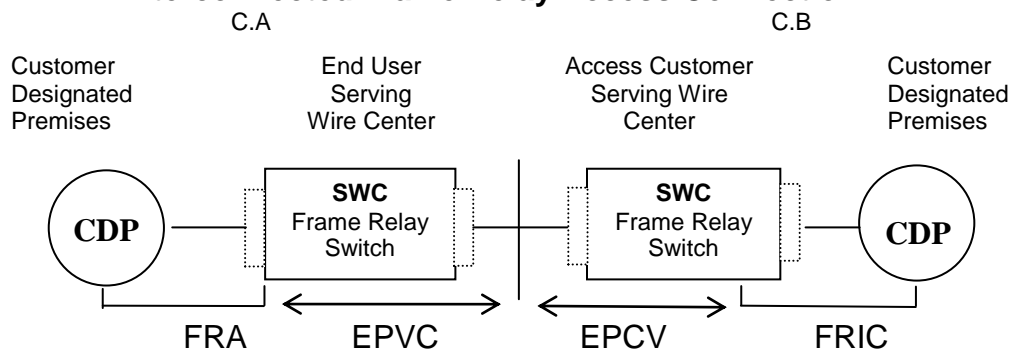 C.A C.B
Customer Designated Premises
End User Serving Wire Center
Access Customer Serving Wire Center
Customer Designated Premises
CDP
SWC
Frame Relay
Switch
SWC
Frame Relay
Switch
CDP
FRA EPVC EPCV FRIC